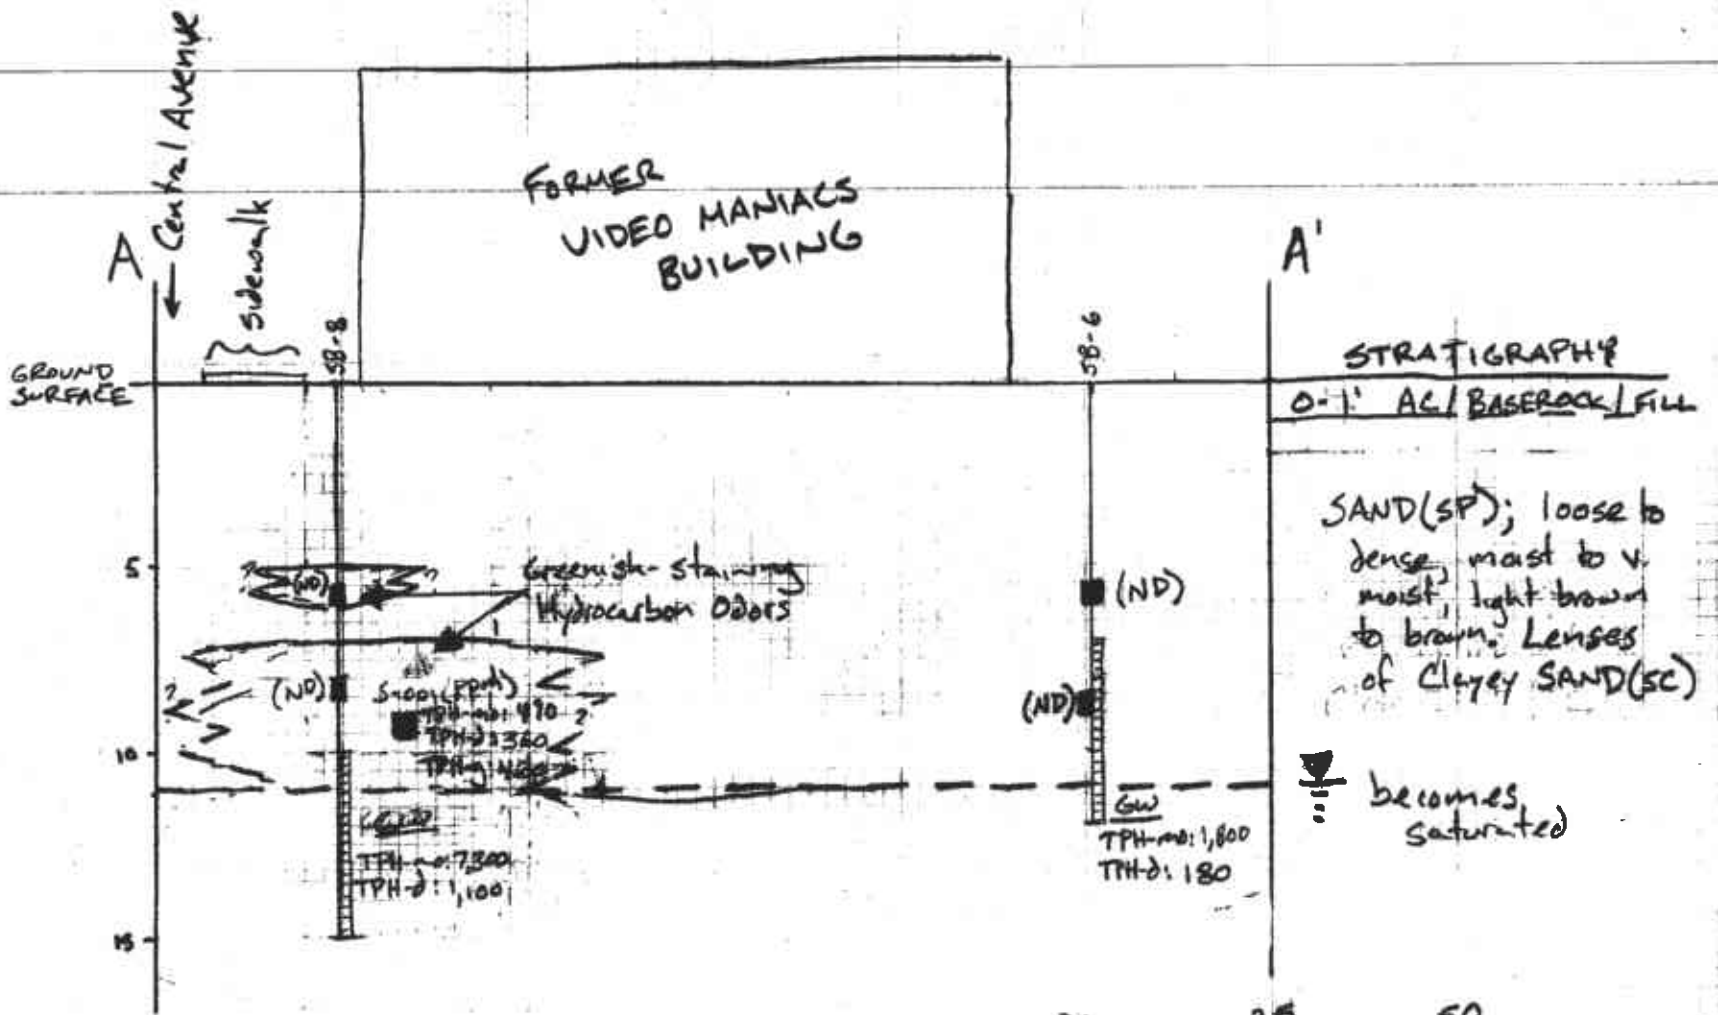 Central Avenue
Sidewalk
FORMER
VIDEO MANIACS
BUILDING
A
A'
SB-8
SB-6
GROUND
SURFACE
STRATIGRAPHY
0-1' AC/BASEROCK/FILL
SAND(SP); loose to
dense, moist to v.
moist, light brown
to brown. Lenses
of Clayey SAND(SC)
5
Greenish-staining
Hydrocarbon Odors
?
?
(ND)
(ND)
(ND)
?
(ND)
TPH-mo: 490
?
TPH-d: 360
TPH-g:
10
becomes
saturated
GW
TPH-mo: 1,800
TPH-d: 180
TPH-mo: 7,300
TPH-d: 1,100
15
50